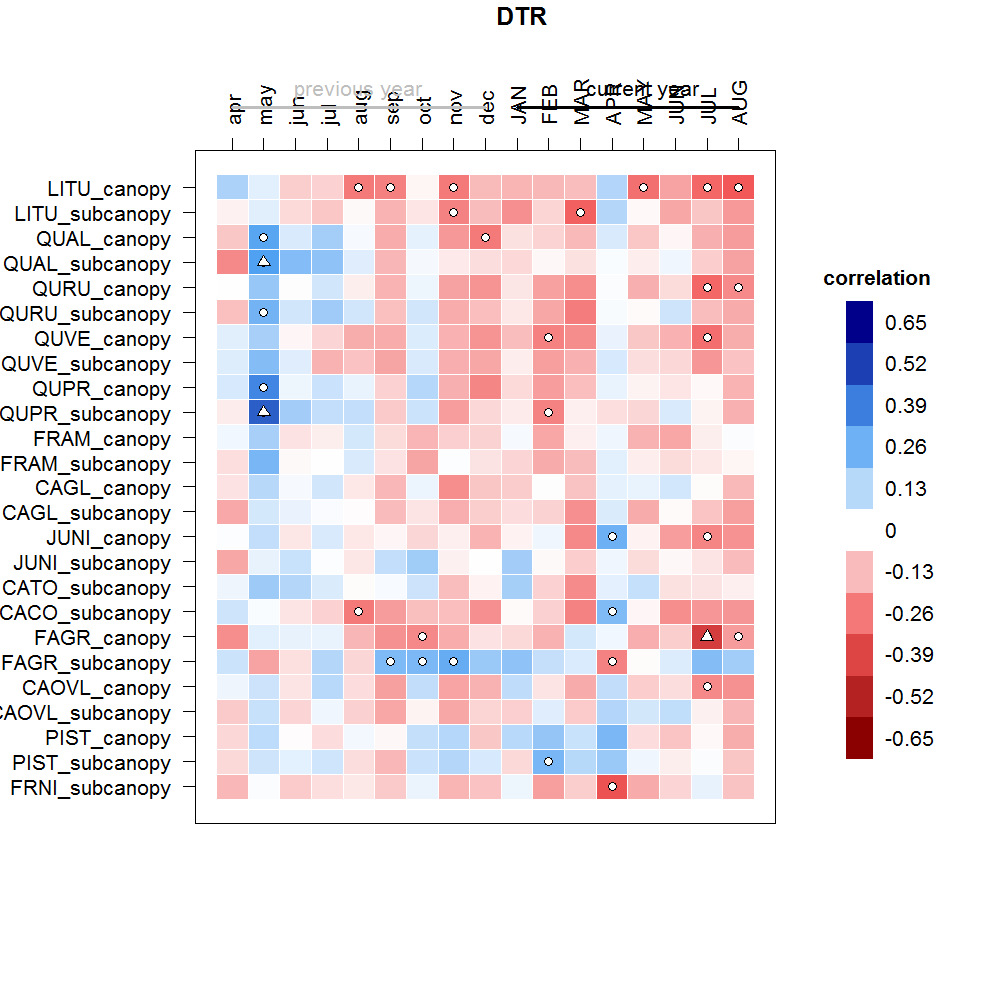 DTR
previous year
current year
apr
may
jun
jul
aug
sep
oct
nov
dec
JAN
FEB
MAR
APR
MAY
JUN
JUL
AUG
LITU_canopy
LITU_subcanopy
QUAL_canopy
QUAL_subcanopy
QURU_canopy
QURU_subcanopy
QUVE_canopy
QUVE_subcanopy
QUPR_canopy
QUPR_subcanopy
FRAM_canopy
FRAM_subcanopy
CAGL_canopy
CAGL_subcanopy
JUNI_canopy
JUNI_subcanopy
CATO_subcanopy
CACO_subcanopy
FAGR_canopy
FAGR_subcanopy
CAOVL_canopy
CAOVL_subcanopy
PIST_canopy
PIST_subcanopy
FRNI_subcanopy
correlation
0.65
0.52
0.39
0.26
0.13
0
-0.13
-0.26
-0.39
-0.52
-0.65